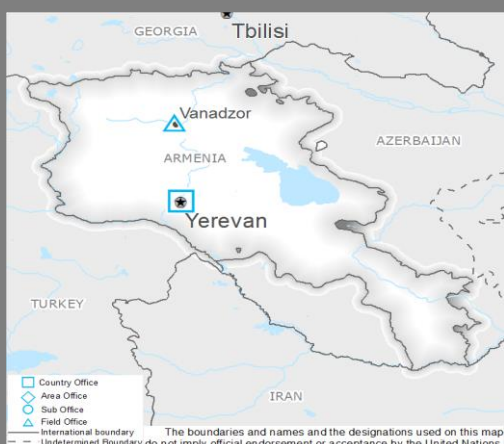 GEORGIA
Tbilisi
Vanadzor
AZERBAIJAN
ARMENIA
Yerevan
TURKEY
IRAN
Country Office
Area Office
Sub Office
Field Office
International boundary
Undetermined Boundary
The boundaries and names and the designations used on this map
do not imply official endorsement or acceptance by the United Nations